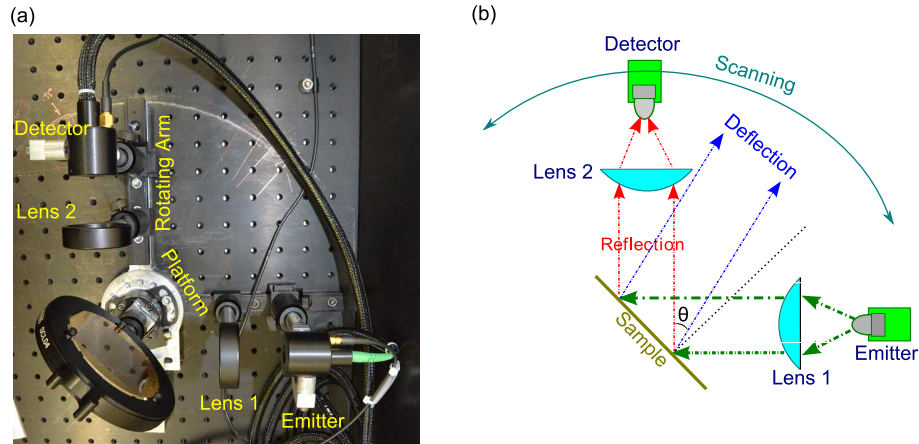 (a)
Detector
Rotating Arm
Lens 2
Platform
Lens 1
Emitter
(b)
Detector
Scanning
Deflection
Lens 2
Reflection
θ
Sample
Lens 1
Emitter